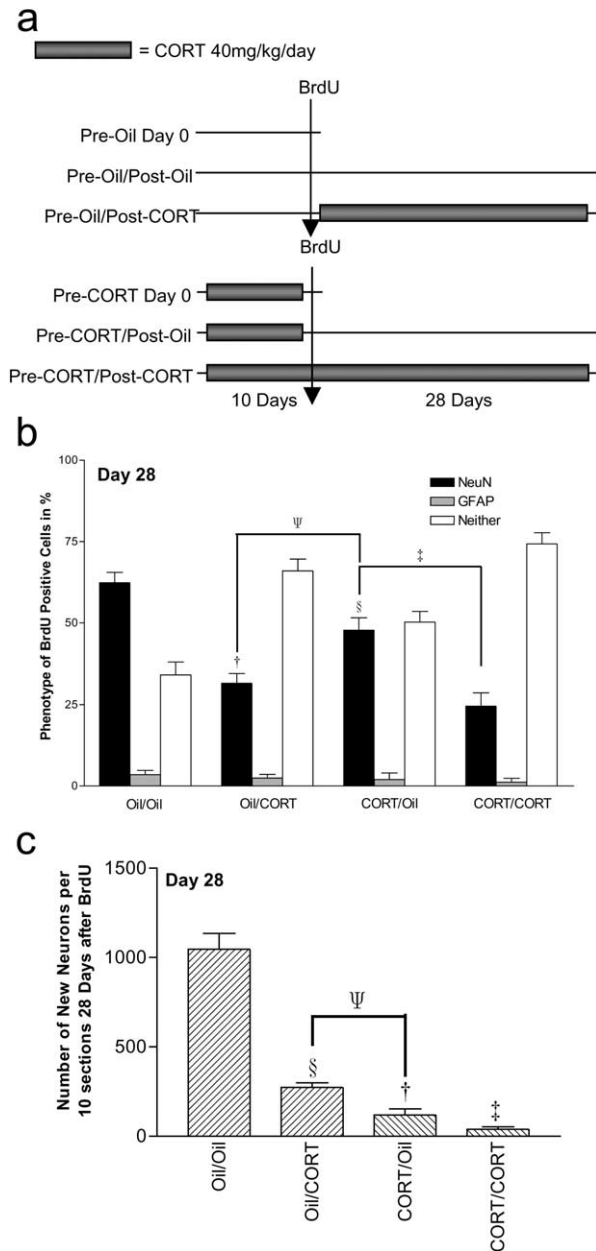 a
= CORT 40mg/kg/day
BrdU
Pre-Oil Day 0
Pre-Oil/Post-Oil
Pre-Oil/Post-CORT
BrdU
Pre-CORT Day 0
Pre-CORT/Post-Oil
Pre-CORT/Post-CORT
10 Days
28 Days
b
Day 28
NeuN
GFAP
Neither
Phenotype of BrdU Positive Cells in %
100
75
50
25
0
Ψ
‡
†
§
Oil/Oil
Oil/CORT
CORT/Oil
CORT/CORT
c
Day 28
Number of New Neurons per
10 sections 28 Days after BrdU
1500
1000
500
0
Ψ
§
†
‡
Oil/Oil
Oil/CORT
CORT/Oil
CORT/CORT